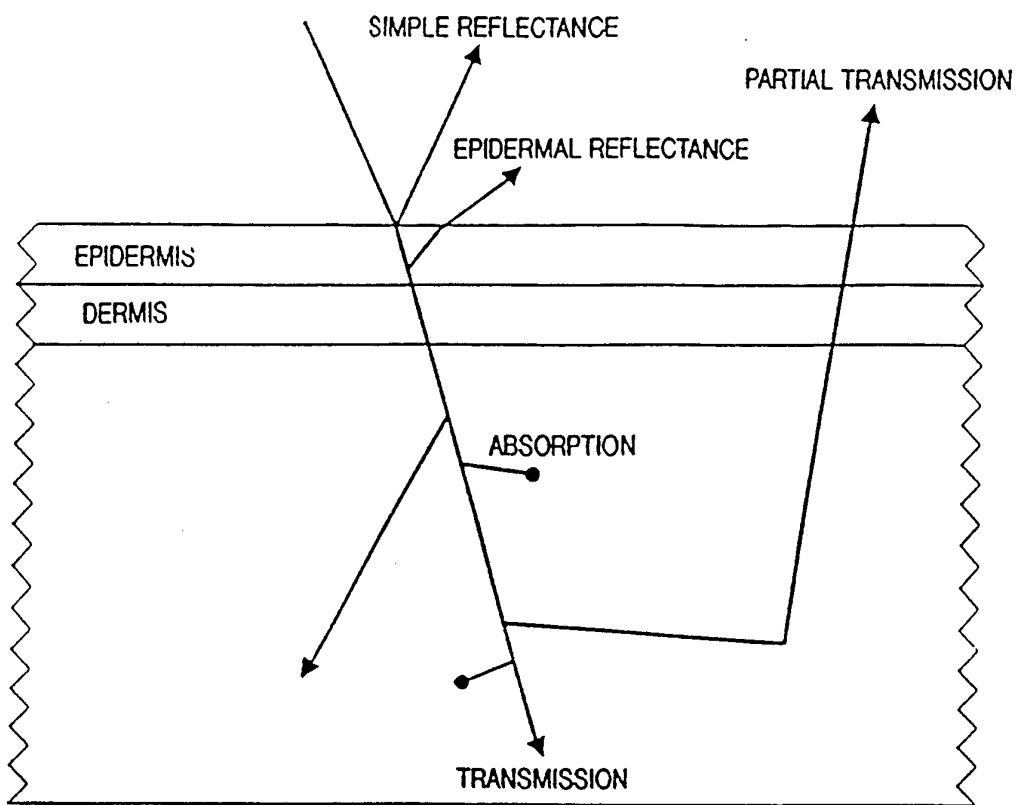 SIMPLE REFLECTANCE
PARTIAL TRANSMISSION
EPIDERMAL REFLECTANCE
EPIDERMIS
DERMIS
ABSORPTION
TRANSMISSION